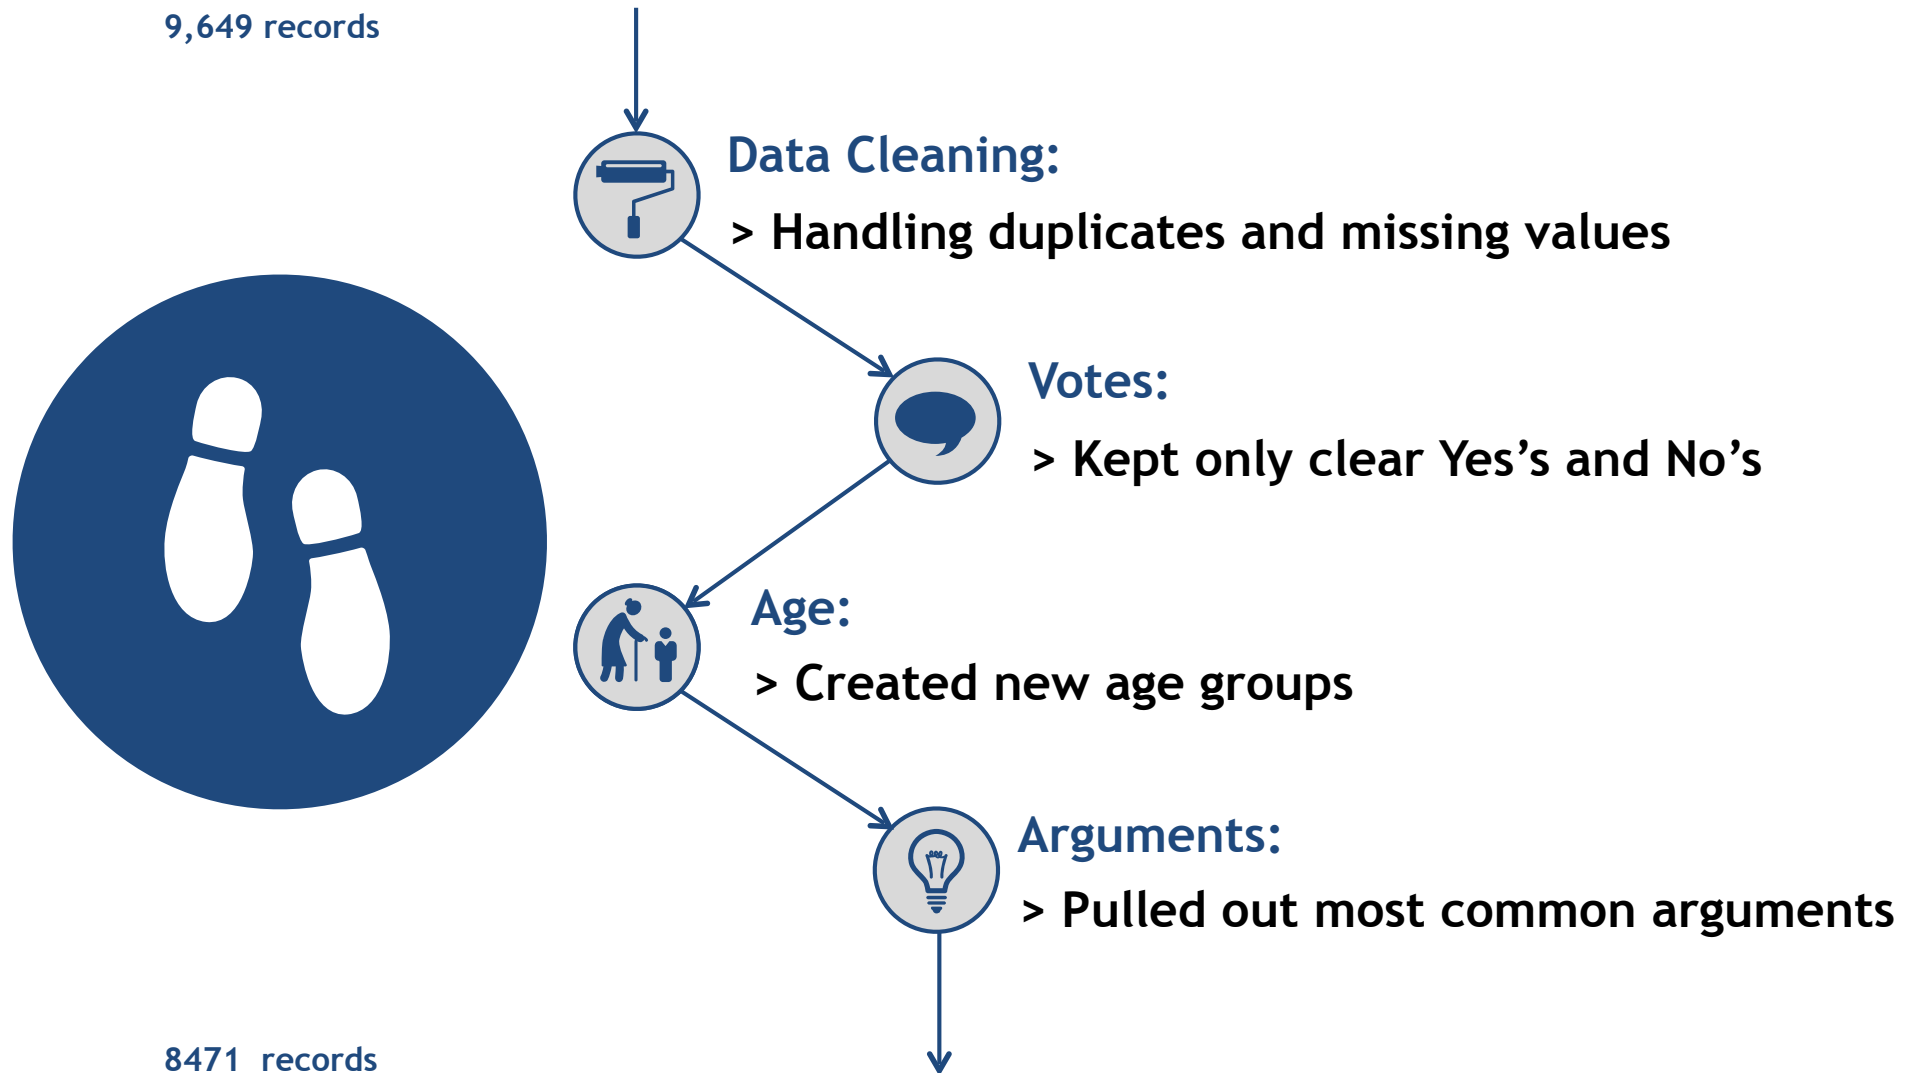 9,649 records
Data Cleaning:
> Handling duplicates and missing values
Votes:
> Kept only clear Yes’s and No’s
Age:
> Created new age groups
Arguments:
> Pulled out most common arguments
8471 records